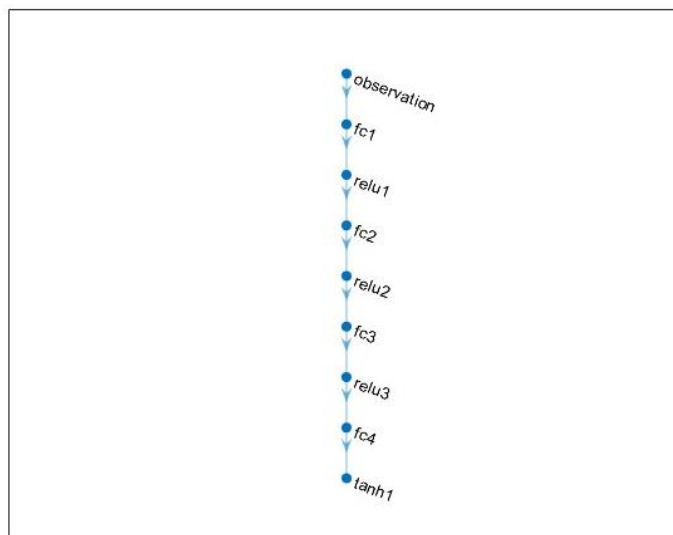 observation
fc1
relu1
fc2
relu2
fc3
relu3
fc4
tanh1